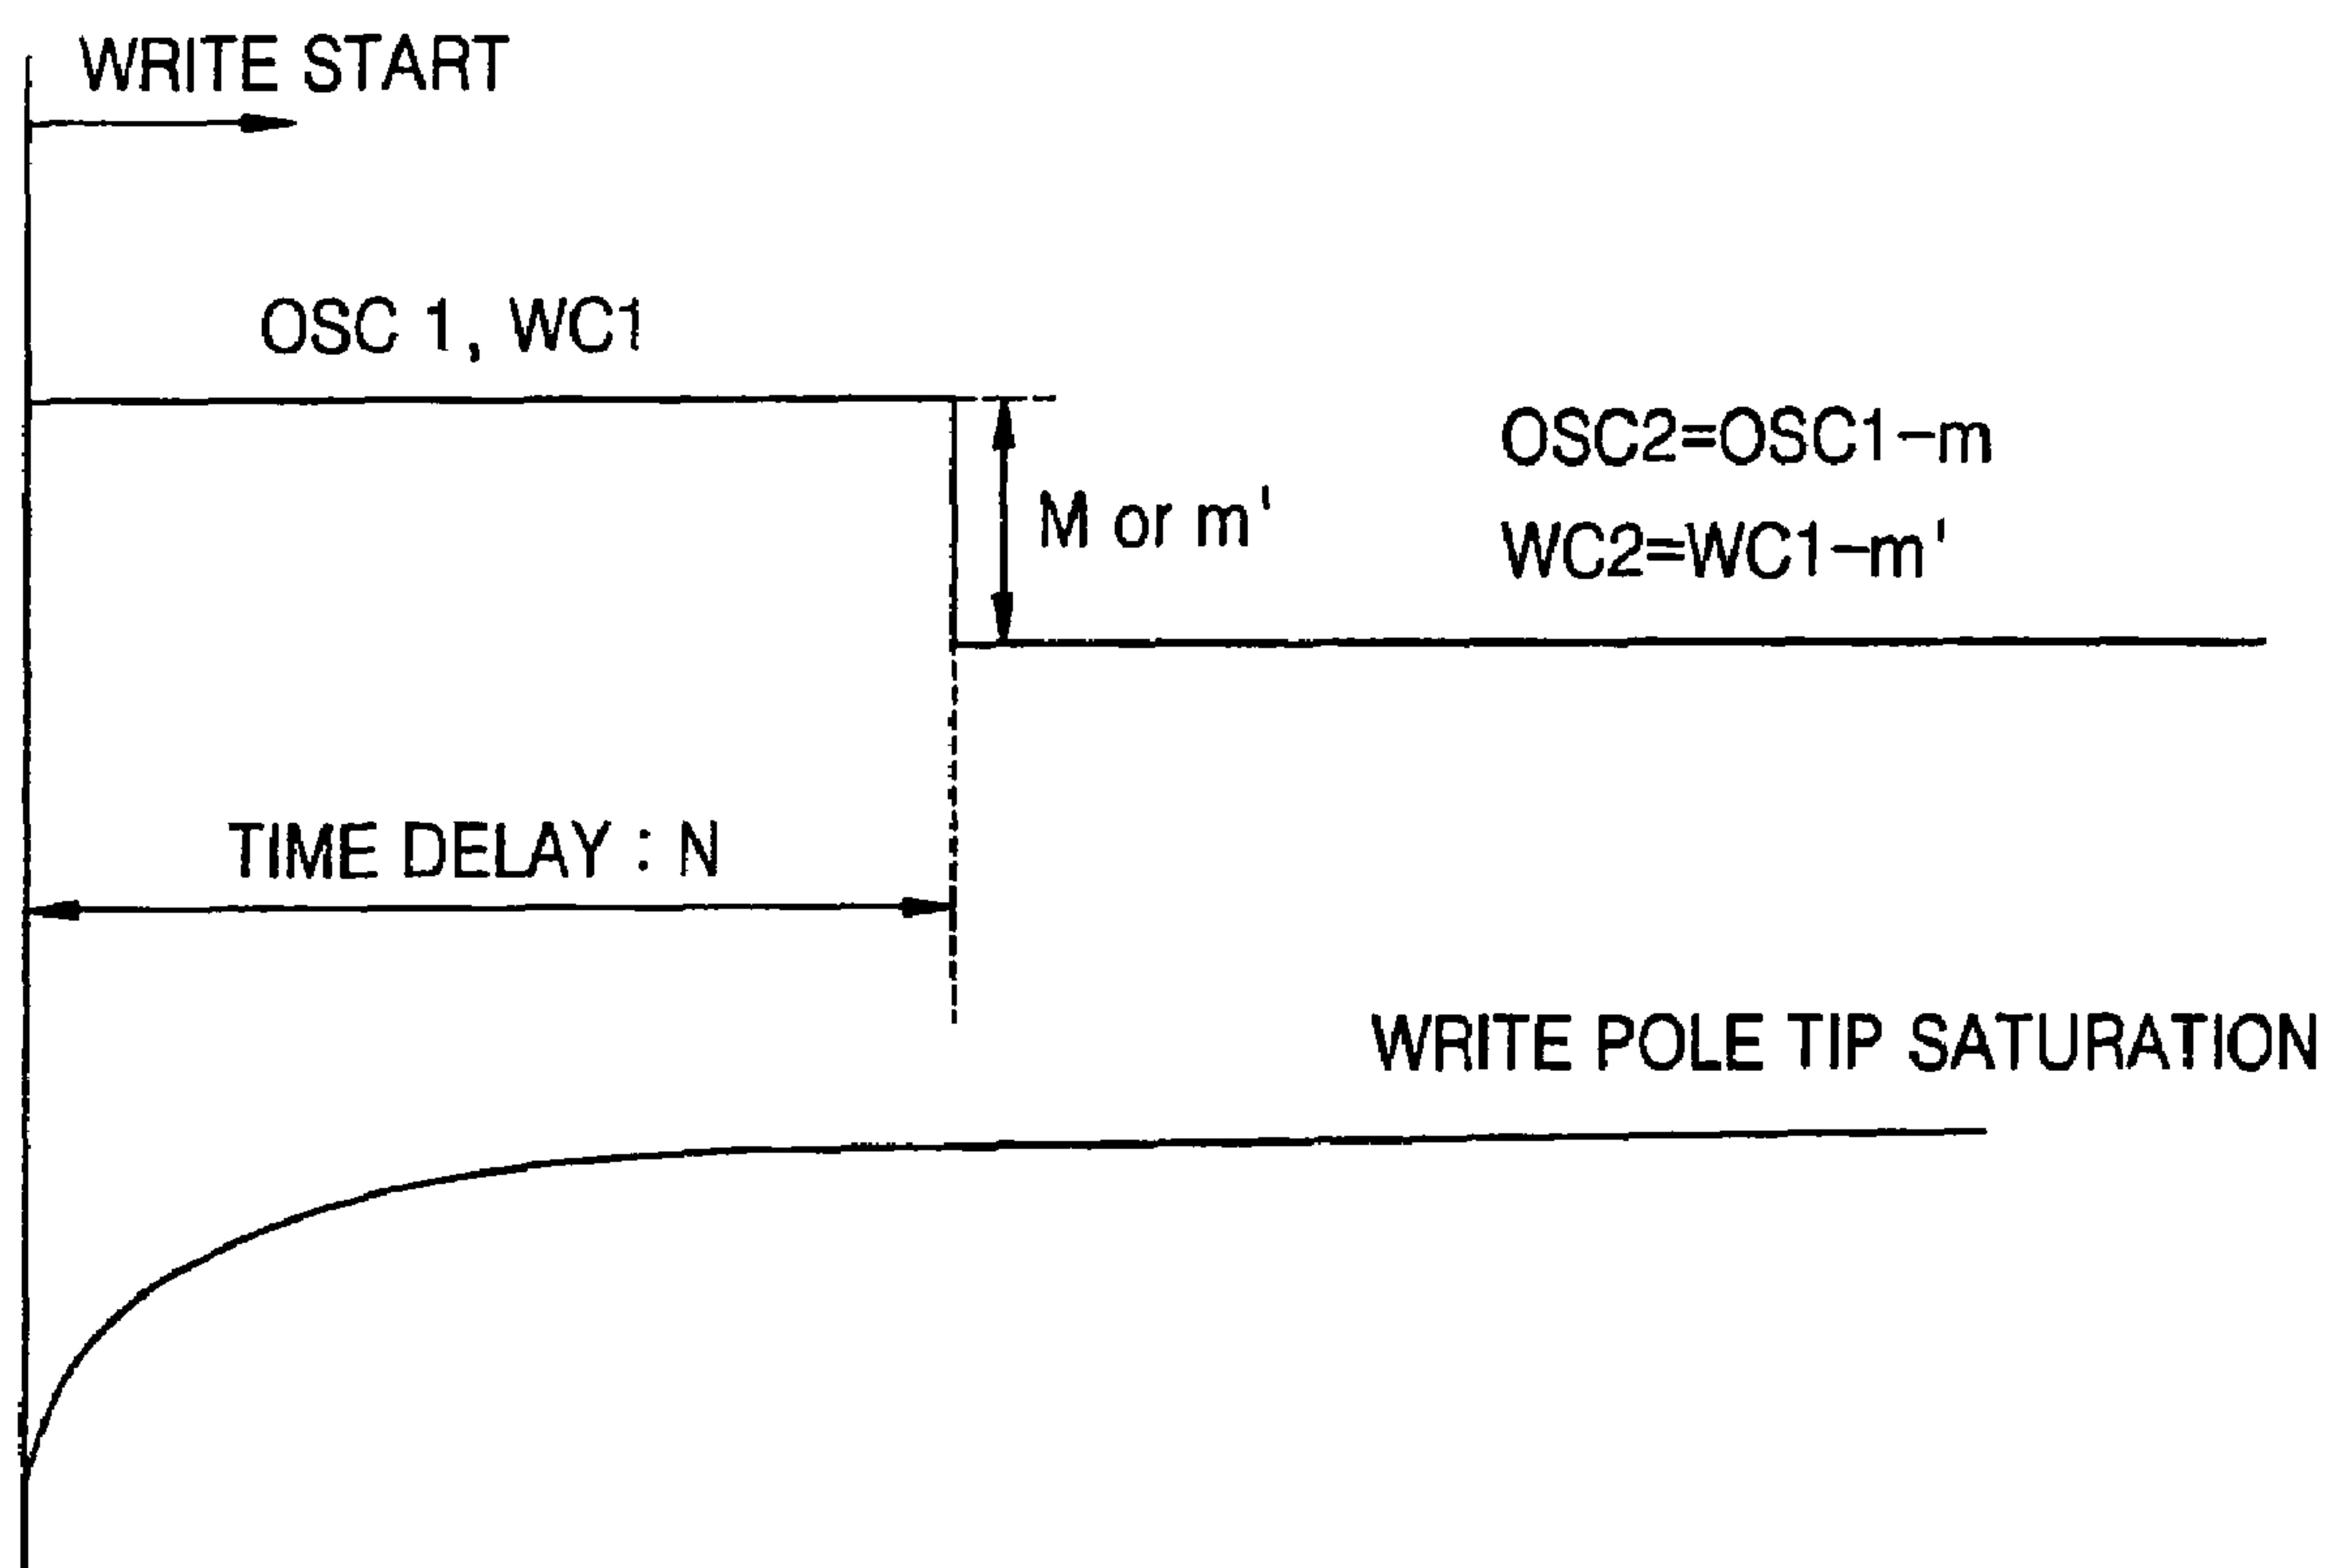 WRITE START
OSC 1, WC1
OSC2=OSC1-m
M or m'
WC2=WC1-m'
TIME DELAY : N
WRITE POLE TIP SATURATION